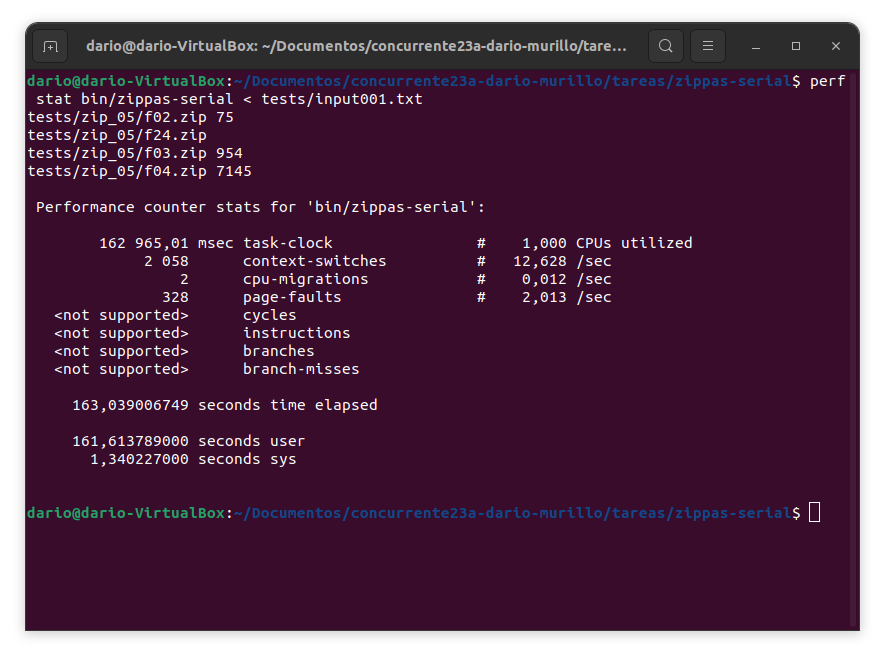 dario@dario-VirtualBox: ~/Documentos/concurrente23a-dario-murillo/tare...
dario@dario-VirtualBox:~/Documentos/concurrente23a-dario-murillo/tareas/zippas-serial$ perf
 stat bin/zippas-serial < tests/input001.txt
tests/zip_05/f02.zip 75
tests/zip_05/f24.zip
tests/zip_05/f03.zip 954
tests/zip_05/f04.zip 7145
 Performance counter stats for 'bin/zippas-serial':
        162 965,01 msec task-clock                #    1,000 CPUs utilized
             2 058      context-switches          #   12,628 /sec
                 2      cpu-migrations            #    0,012 /sec
               328      page-faults               #    2,013 /sec
   <not supported>      cycles
   <not supported>      instructions
   <not supported>      branches
   <not supported>      branch-misses
     163,039006749 seconds time elapsed
     161,613789000 seconds user
       1,340227000 seconds sys
dario@dario-VirtualBox:~/Documentos/concurrente23a-dario-murillo/tareas/zippas-serial$